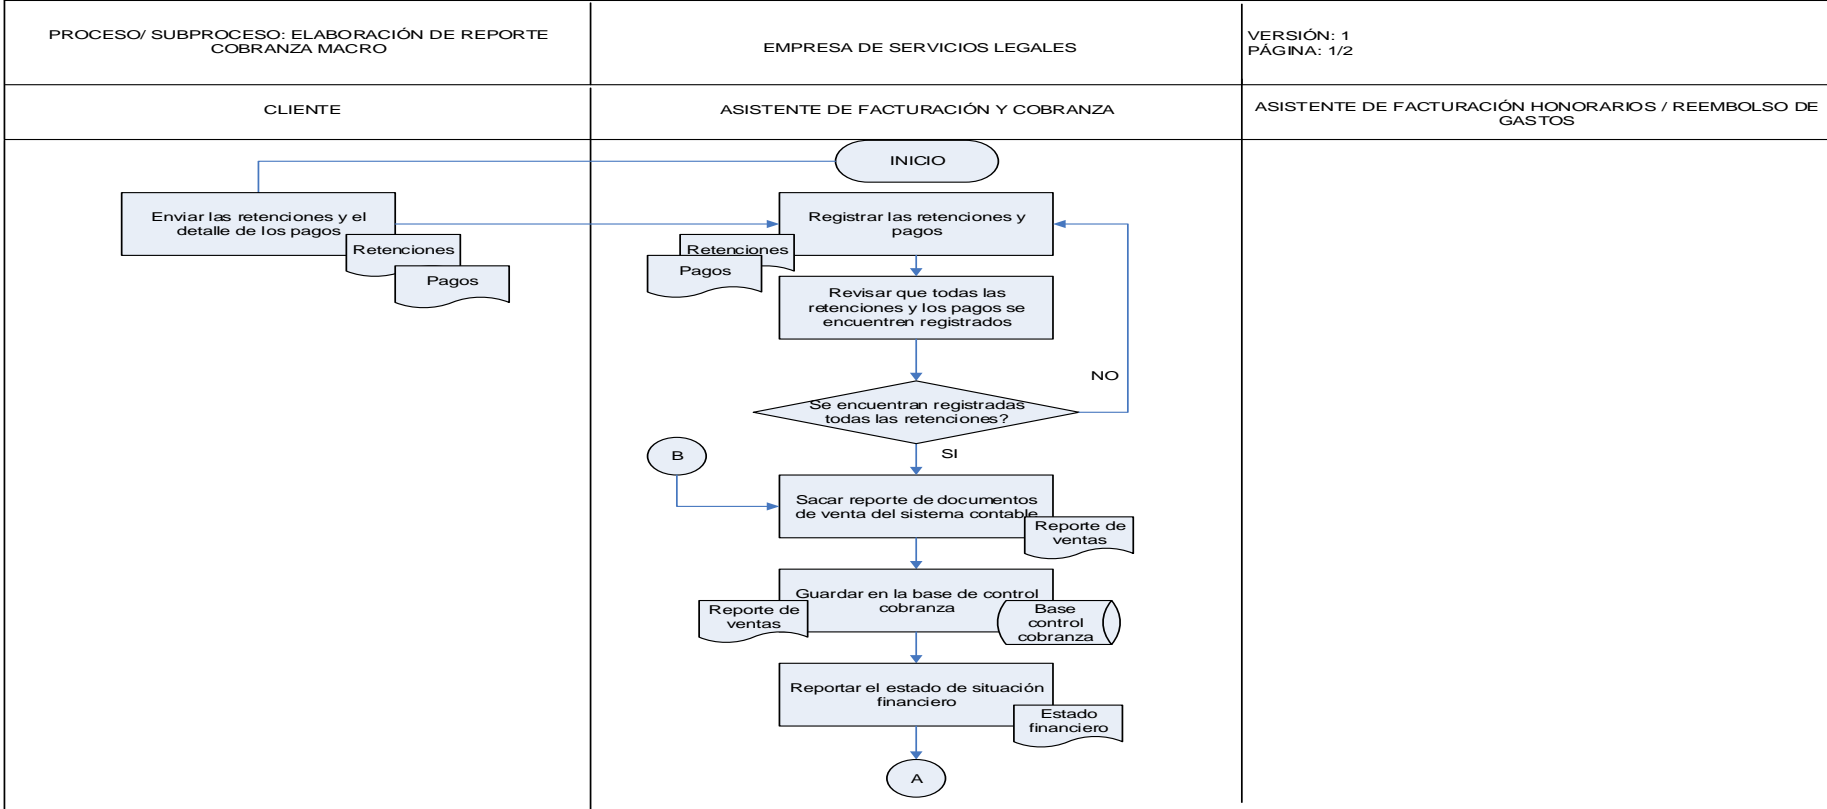 PROCESO/ SUBPROCESO: ELABORACIÓN DE REPORTE
COBRANZA MACRO
EMPRESA DE SERVICIOS LEGALES
VERSIÓN: 1
PÁGINA: 1/2
CLIENTE
ASISTENTE DE FACTURACIÓN Y COBRANZA
ASISTENTE DE FACTURACIÓN HONORARIOS / REEMBOLSO DE
GASTOS
INICIO
Enviar las retenciones y el
detalle de los pagos
Retenciones
Pagos
Registrar las retenciones y
pagos
Retenciones
Pagos
Revisar que todas las
retenciones y los pagos se
encuentren registrados
NO
Se encuentran registradas
todas las retenciones?
SI
B
Sacar reporte de documentos
de venta del sistema contable
Reporte de
ventas
Guardar en la base de control
cobranza
Reporte de
ventas
Base
control
cobranza
Reportar el estado de situación
financiero
Estado
financiero
A